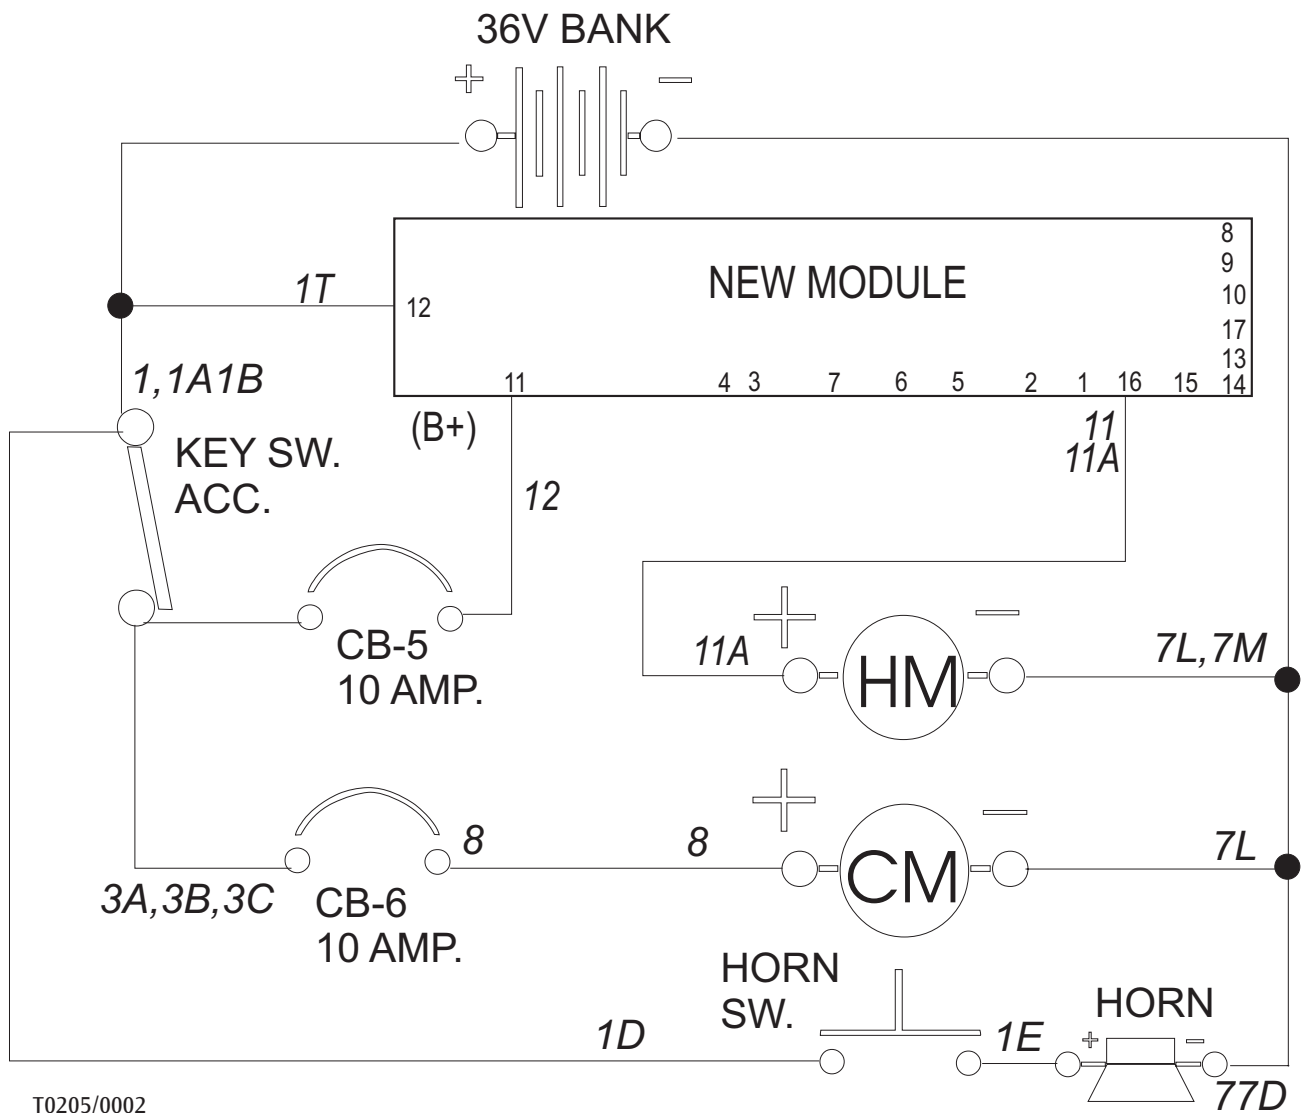 36V BANK
+ −
NEW MODULE
8
9
10
17
13
14
12
1T
11 4 3 7 6 5 2 1 16 15
1,1A1B
(B+)
11
11A
KEY SW.
ACC.
12
CB-5
10 AMP.
+ −
11A
HM
7L,7M
+ −
8 8
CM
7L
3A,3B,3C
CB-6
10 AMP.
HORN
SW.
HORN
1D
1E
+ −
77D
T0205/0002